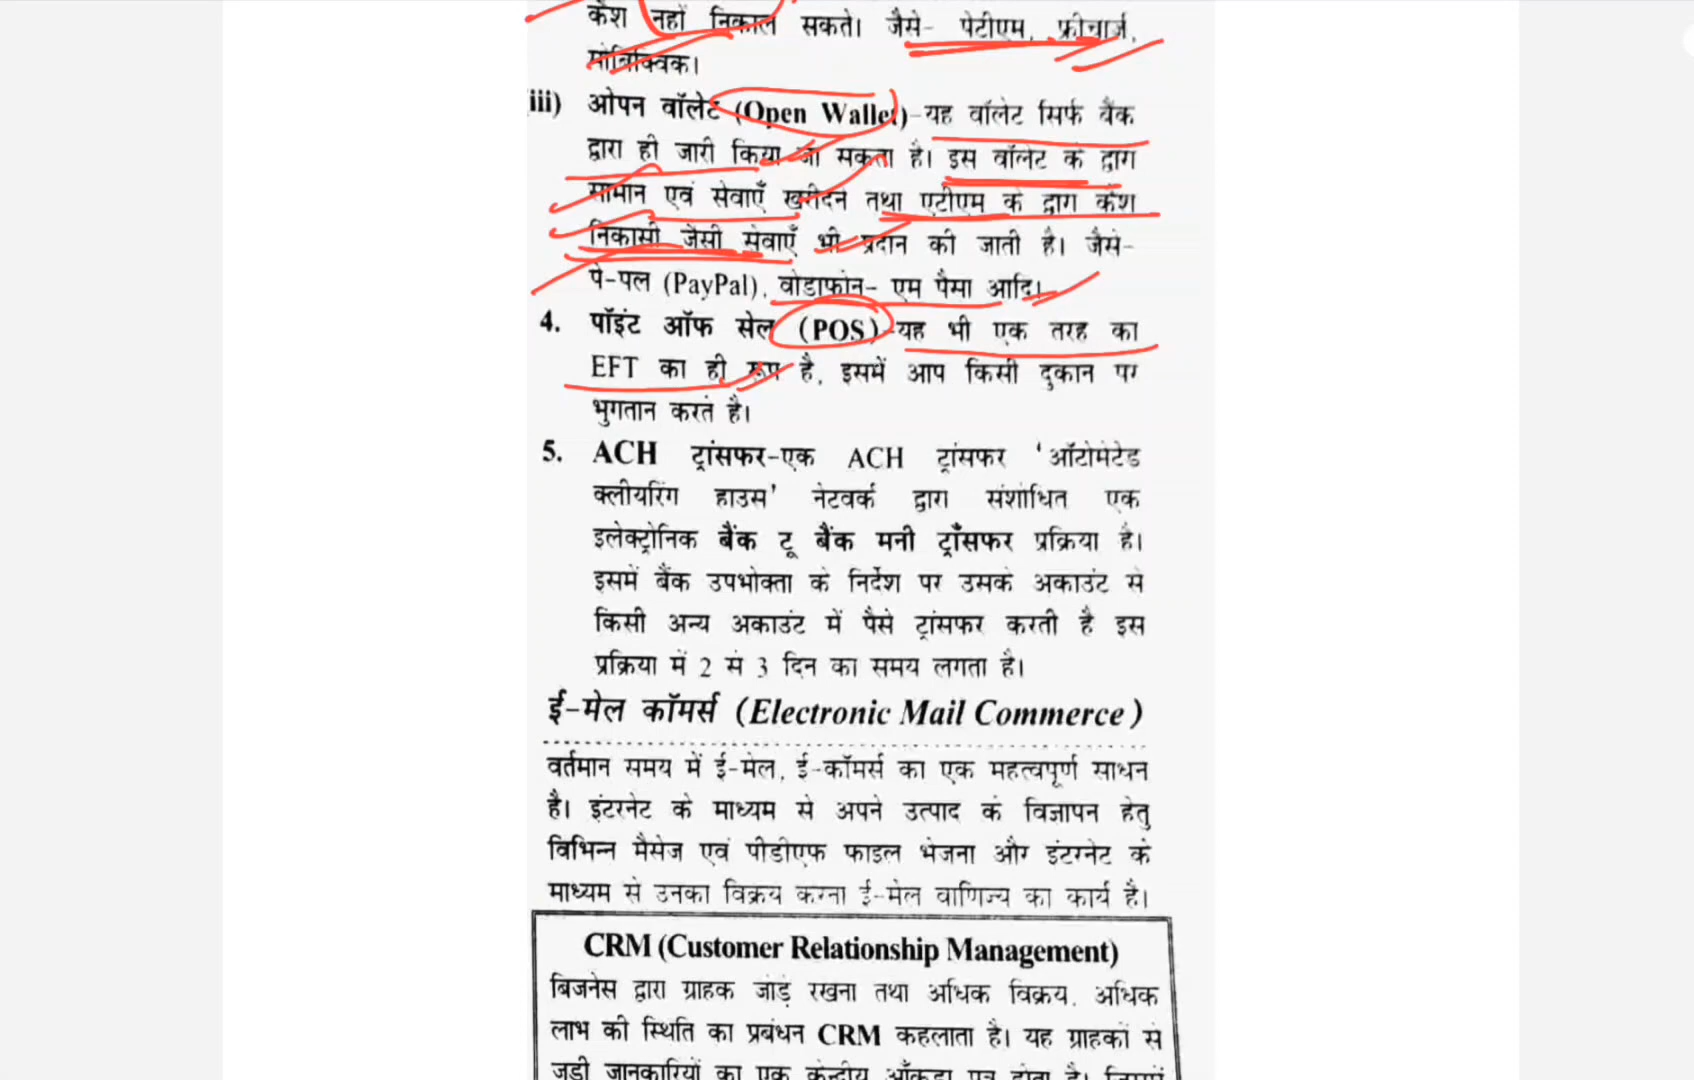 कैश नहीं निकाल सकते। जैसे- पेटीएम, फ्रीचार्ज,
मोबिक्विक।
iii) ओपन वॉलेट (Open Wallet)-यह वॉलेट सिर्फ बैंक
द्वारा ही जारी किया जा सकता है। इस वॉलेट के द्वारा
सामान एवं सेवाएँ खरीदने तथा एटीएम के द्वारा कैश
निकासी जैसी सेवाएँ भी प्रदान की जाती है। जैसे-
पे-पल (PayPal), वोडाफोन- एम पैसा आदि।
4. पॉइंट ऑफ सेल (POS)-यह भी एक तरह का
EFT का ही रूप है, इसमें आप किसी दुकान पर
भुगतान करते है।
5. ACH ट्रांसफर-एक ACH ट्रांसफर 'ऑटोमेटेड
क्लीयरिंग हाउस' नेटवर्क द्वारा संशोधित एक
इलेक्ट्रोनिक बैंक टू बैंक मनी ट्राँसफर प्रक्रिया है।
इसमें बैंक उपभोक्ता के निर्देश पर उसके अकाउंट से
किसी अन्य अकाउंट में पैसे ट्रांसफर करती है इस
प्रक्रिया में 2 से 3 दिन का समय लगता है।
ई-मेल कॉमर्स (Electronic Mail Commerce)
वर्तमान समय में ई-मेल, ई-कॉमर्स का एक महत्वपूर्ण साधन
है। इंटरनेट के माध्यम से अपने उत्पाद के विज्ञापन हेतु
विभिन्न मैसेज एवं पीडीएफ फाइल भेजना और इंटरनेट के
माध्यम से उनका विक्रय करना ई-मेल वाणिज्य का कार्य है।
CRM (Customer Relationship Management)
बिजनेस द्वारा ग्राहक जोड़े रखना तथा अधिक विक्रय, अधिक
लाभ की स्थिति का प्रबंधन CRM कहलाता है। यह ग्राहकों से
जुड़ी जानकारियों का एक केन्द्रीय आँकड़ा होता है।